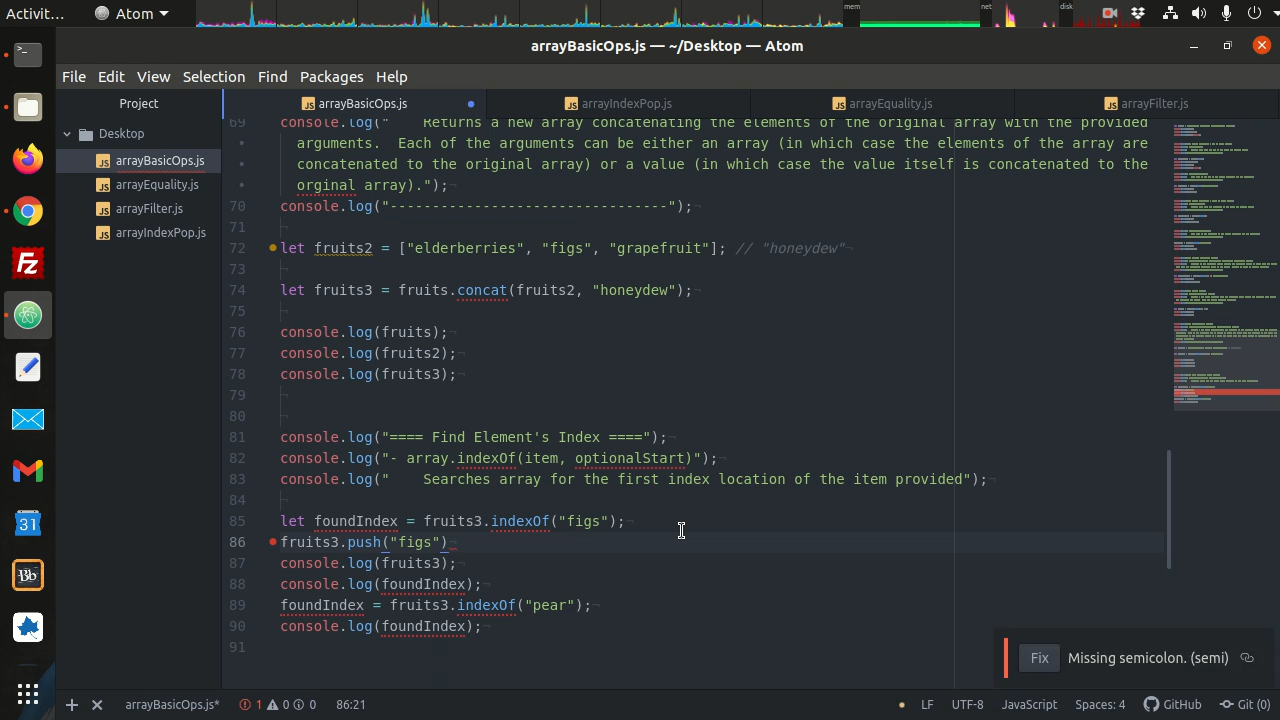 Activit...
Atom
mem
net
disk
arrayBasicOps.js — ~/Desktop — Atom
File Edit View Selection Find Packages Help
Project
arrayBasicOps.js
arrayIndexPop.js
arrayEquality.js
arrayFilter.js
Desktop
arrayBasicOps.js
arrayEquality.js
arrayFilter.js
arrayIndexPop.js
69 console.log("    Returns a new array concatenating the elements of the original array with the provided
• arguments.  Each of the arguments can be either an array (in which case the elements of the array are
• concatenated to the original array) or a value (in which case the value itself is concatenated to the
• orginal array).");
70 console.log("----------------------------------");
71
72 let fruits2 = ["elderberries", "figs", "grapefruit"]; // "honeydew"
73
74 let fruits3 = fruits.concat(fruits2, "honeydew");
75
76 console.log(fruits);
77 console.log(fruits2);
78 console.log(fruits3);
79
80
81 console.log("==== Find Element's Index ====");
82 console.log("- array.indexOf(item, optionalStart)");
83 console.log("    Searches array for the first index location of the item provided");
84
85 let foundIndex = fruits3.indexOf("figs");
86 fruits3.push("figs")
87 console.log(fruits3);
88 console.log(foundIndex);
89 foundIndex = fruits3.indexOf("pear");
90 console.log(foundIndex);
91
Fix Missing semicolon. (semi)
arrayBasicOps.js* 1 0 0 86:21 LF UTF-8 JavaScript Spaces: 4 GitHub Git (0)